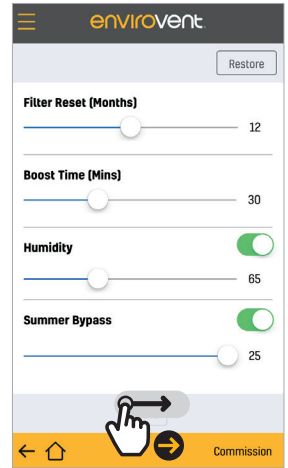 envirovent
Restore
Filter Reset (Months)
12
Boost Time (Mins)
30
Humidity
65
Summer Bypass
25
Commission